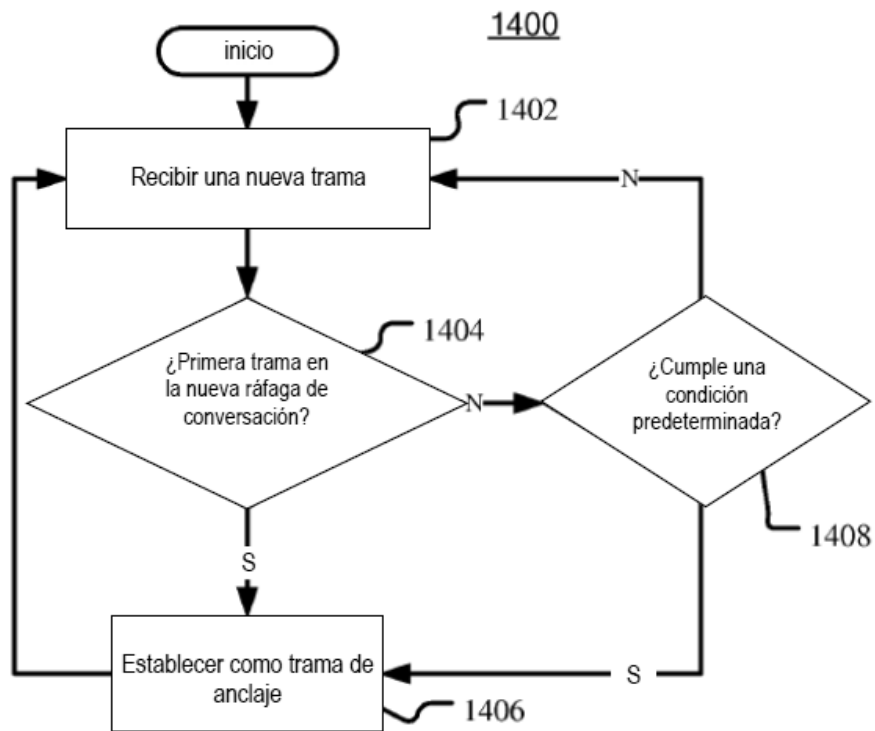 1400
inicio
1402
Recibir una nueva trama
N
1404
¿Primera trama en
la nueva ráfaga de
conversación?
N
¿Cumple una
condición
predeterminada?
1408
S
Establecer como trama de
anclaje
S
1406